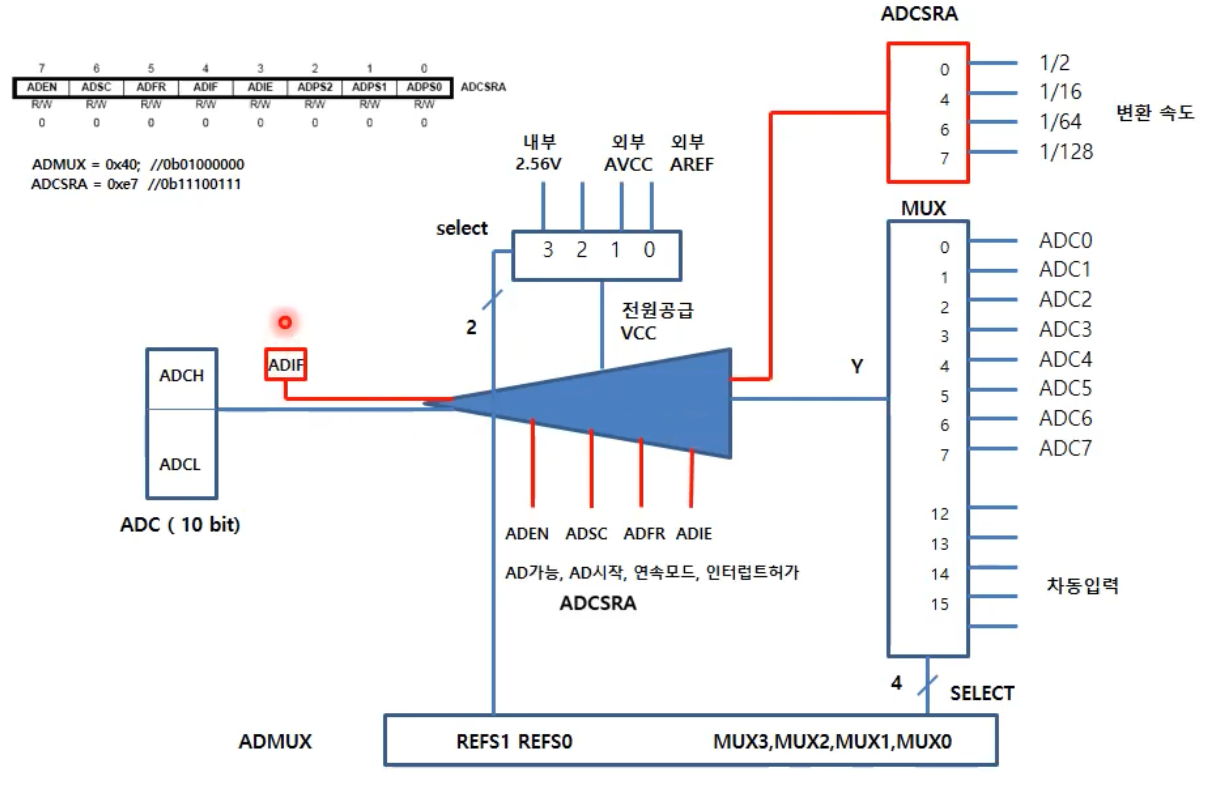 ADCSRA
7 6 5 4 3 2 1 0
ADEN ADSC ADFR ADIF ADIE ADPS2 ADPS1 ADPS0 ADCSRA
R/W R/W R/W R/W R/W R/W R/W R/W
0 0 0 0 0 0 0 0
ADMUX = 0x40; //0b01000000
ADCSRA = 0xe7 //0b11100111
0 1/2
4 1/16
6 1/64
7 1/128
변환 속도
내부 외부 외부
2.56V AVCC AREF
select
3 2 1 0
2
전원공급
VCC
MUX
0 ADC0
1 ADC1
2 ADC2
3 ADC3
4 ADC4
5 ADC5
6 ADC6
7 ADC7
12
13
14
15
차동입력
Y
ADIF
ADCH
ADCL
ADC ( 10 bit)
ADEN ADSC ADFR ADIE
AD가능, AD시작, 연속모드, 인터럽트허가
ADCSRA
4 SELECT
ADMUX REFS1 REFS0 MUX3,MUX2,MUX1,MUX0